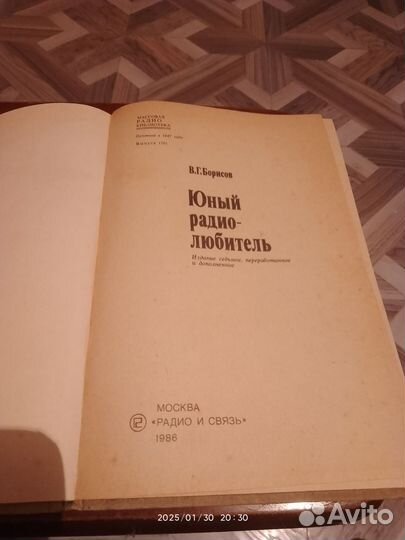 МАССОВАЯ
РАДИО
БИБЛИОТЕКА
Основана в 1947 году
Выпуск 1101
В.Г.Борисов
Юный
радио-
любитель
Издание седьмое, переработанное
и дополненное
МОСКВА
"РАДИО И СВЯЗЬ"
1986
2025/01/30 20:30
Avito